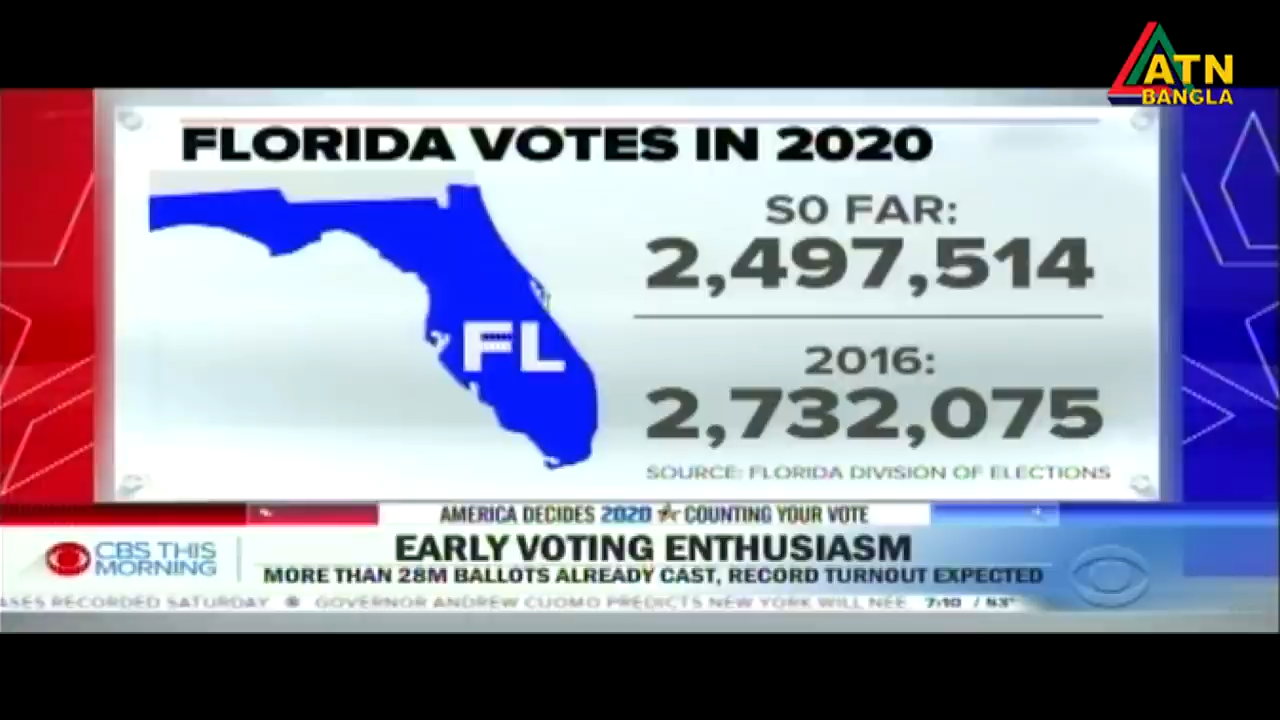 ATN
BANGLA
FLORIDA VOTES IN 2020
SO FAR:
2,497,514
2016:
2,732,075
FL
SOURCE: FLORIDA DIVISION OF ELECTIONS
AMERICA DECIDES 2020 COUNTING YOUR VOTE
CBS THIS
MORNING
EARLY VOTING ENTHUSIASM
MORE THAN 28M BALLOTS ALREADY CAST, RECORD TURNOUT EXPECTED
ASES RECORDED SATURDAY GOVERNOR ANDREW CUOMO PREDICTS NEW YORK WILL NEE 7:10 / 53°